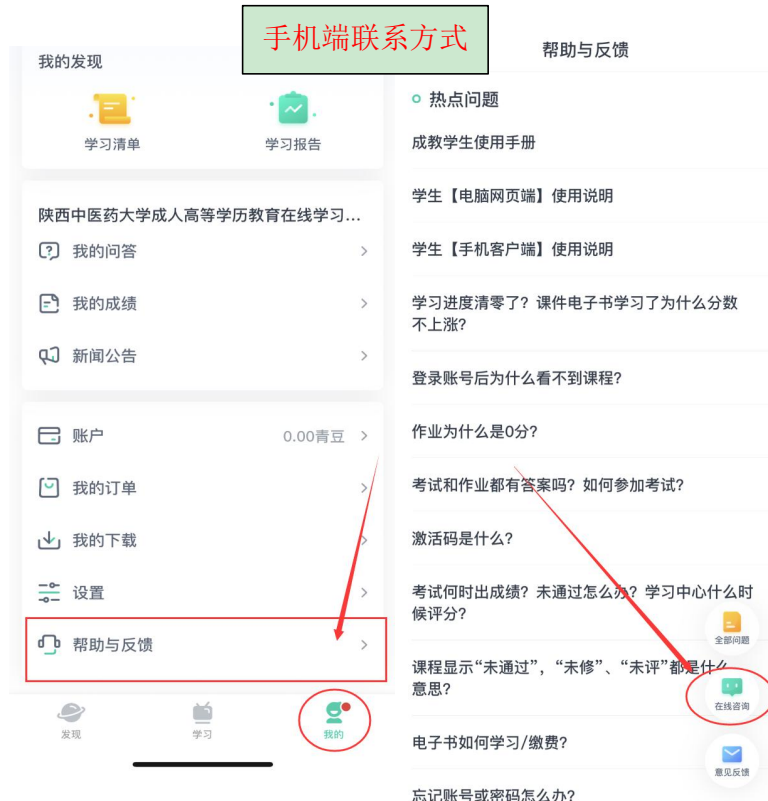 手机端联系方式
我的发现
学习清单
学习报告
陕西中医药大学成人高等学历教育在线学习...
我的问答
我的成绩
新闻公告
账户
0.00青豆
我的订单
我的下载
设置
帮助与反馈
发现
学习
我的
帮助与反馈
热点问题
成教学生使用手册
学生【电脑网页端】使用说明
学生【手机客户端】使用说明
学习进度清零了？课件电子书学习了为什么分数
不上涨？
登录账号后为什么看不到课程？
作业为什么是0分？
考试和作业都有答案吗？如何参加考试？
激活码是什么？
考试何时出成绩？未通过怎么办？学习中心什么时
候评分？
全部问题
课程显示“未通过”，“未修”、“未评”都是什么
意思？
在线咨询
电子书如何学习/缴费？
意见反馈
忘记账号或密码怎么办？